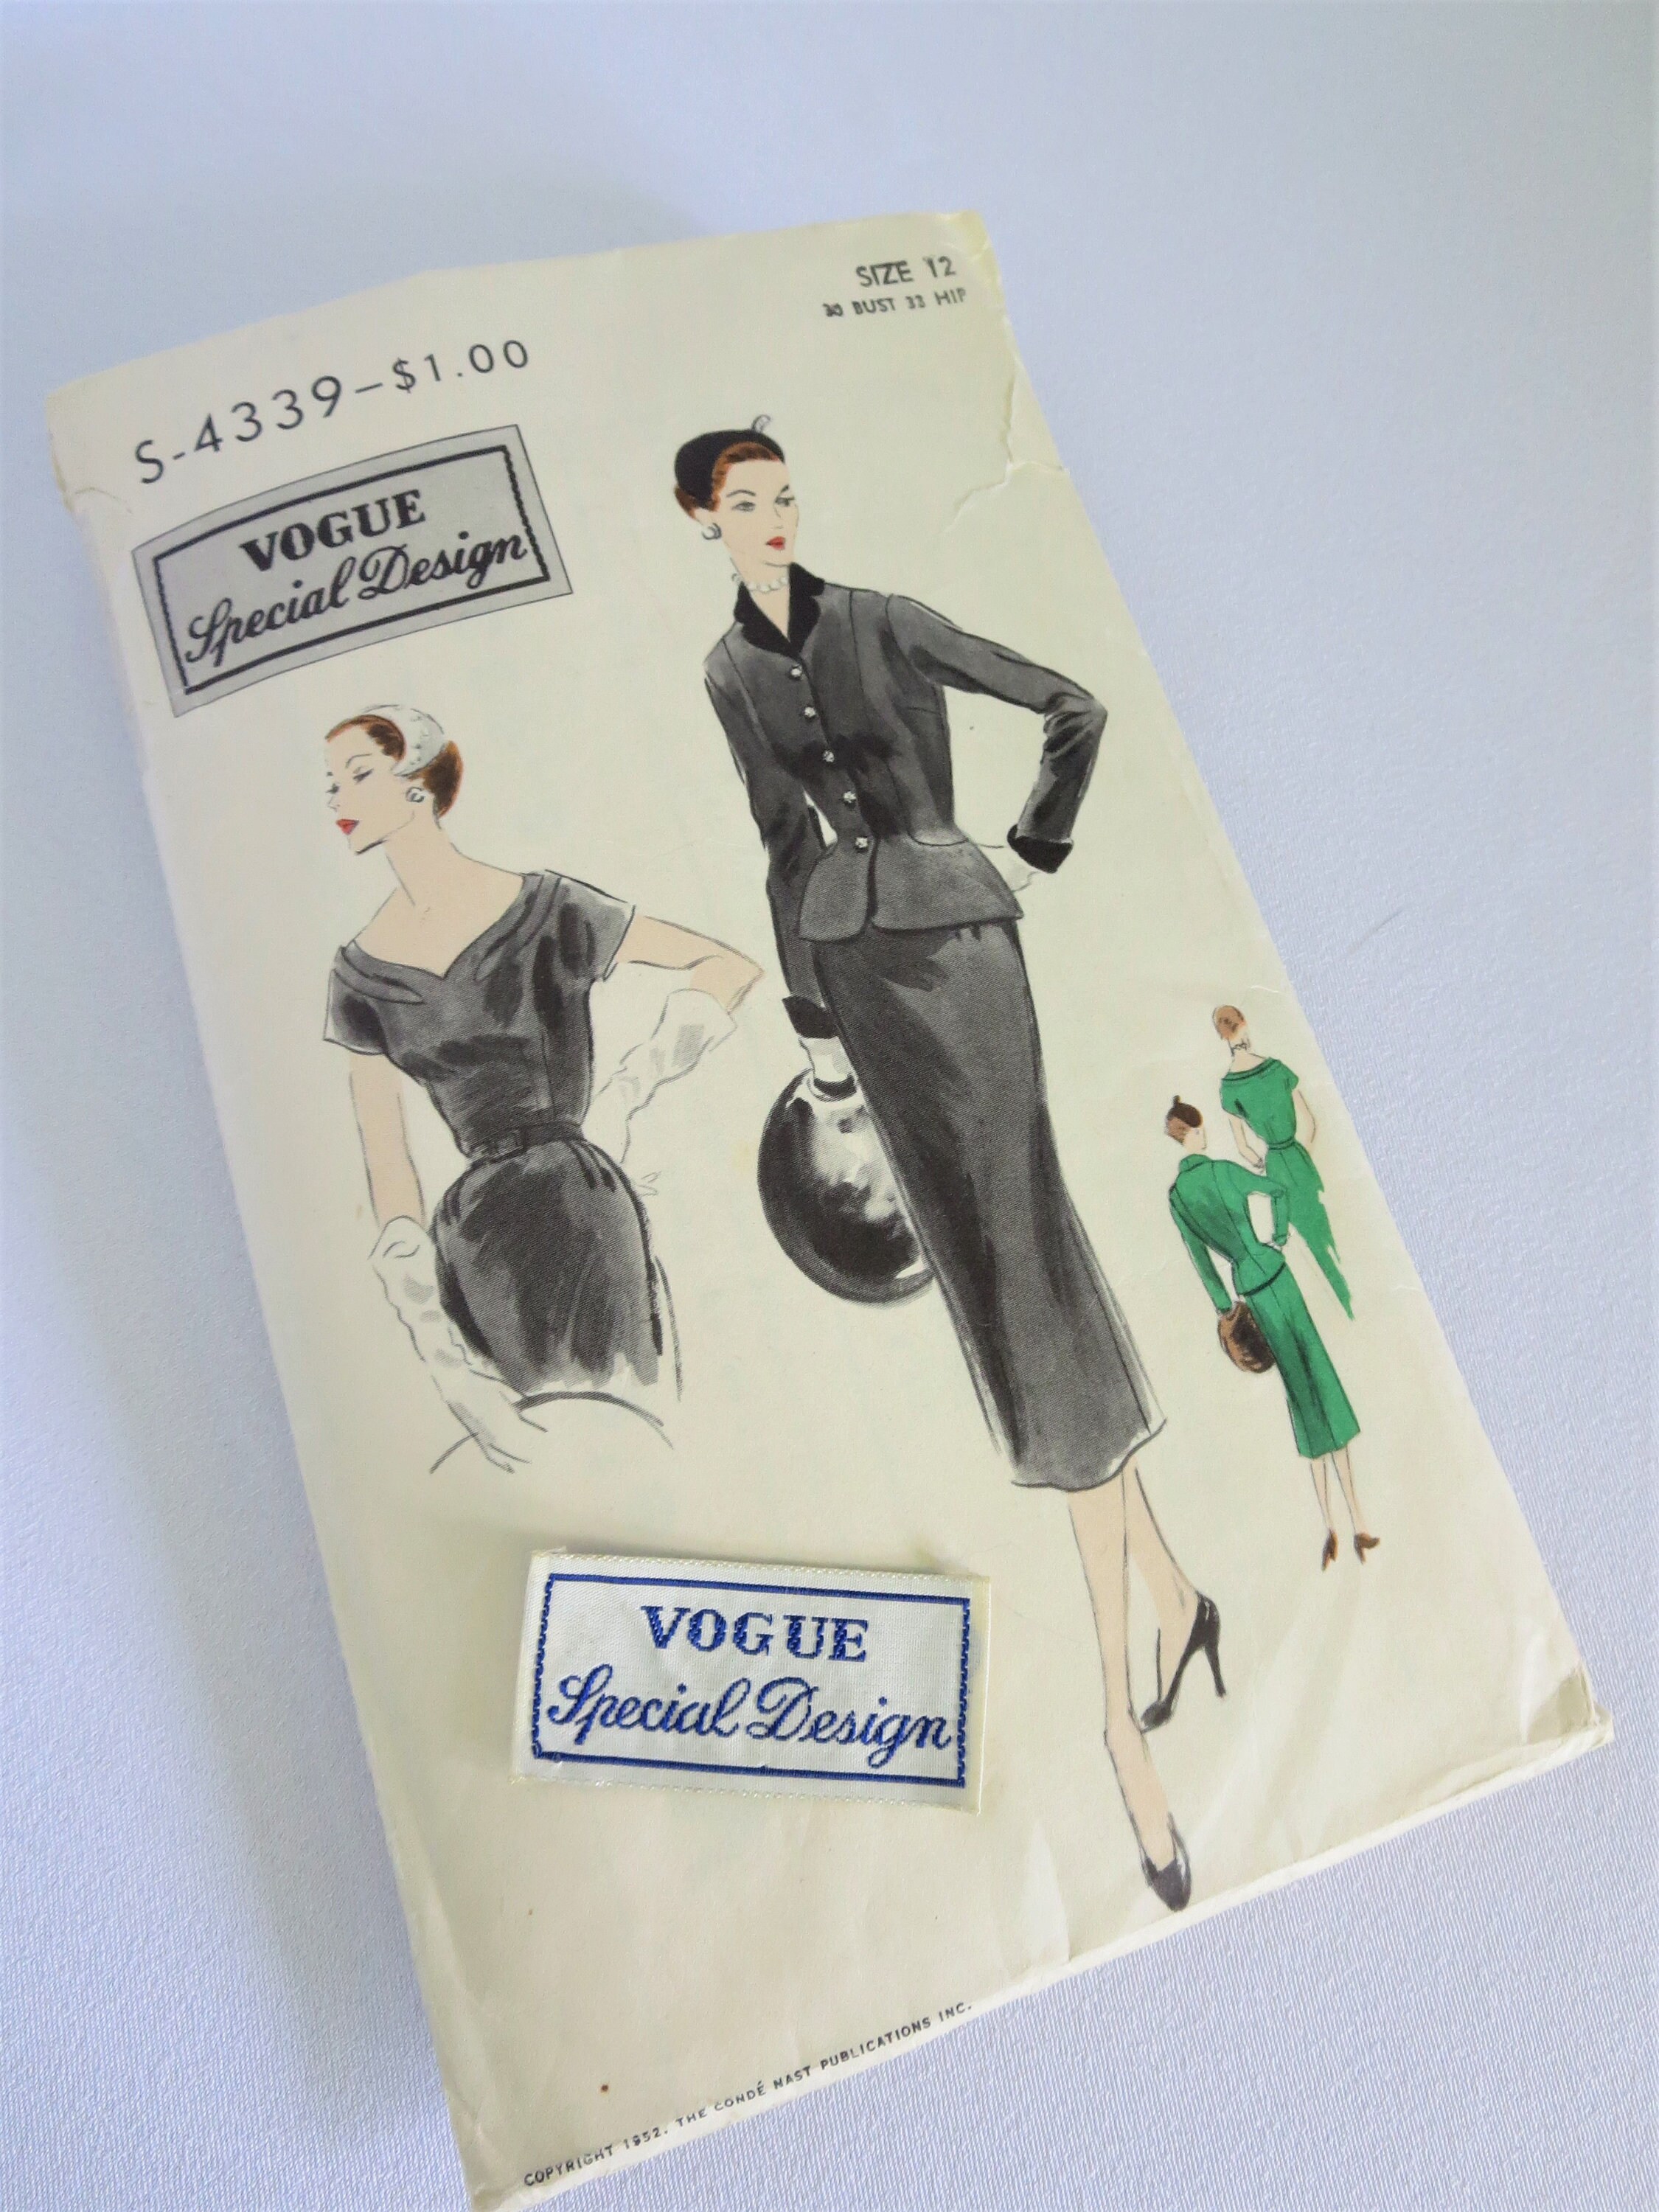 SIZE 12
30 BUST 33 HIP
S-4339-$1.00
VOGUE
Special Design
VOGUE
Special Design
COPYRIGHT 1952. THE CONDÉ NAST PUBLICATIONS INC.